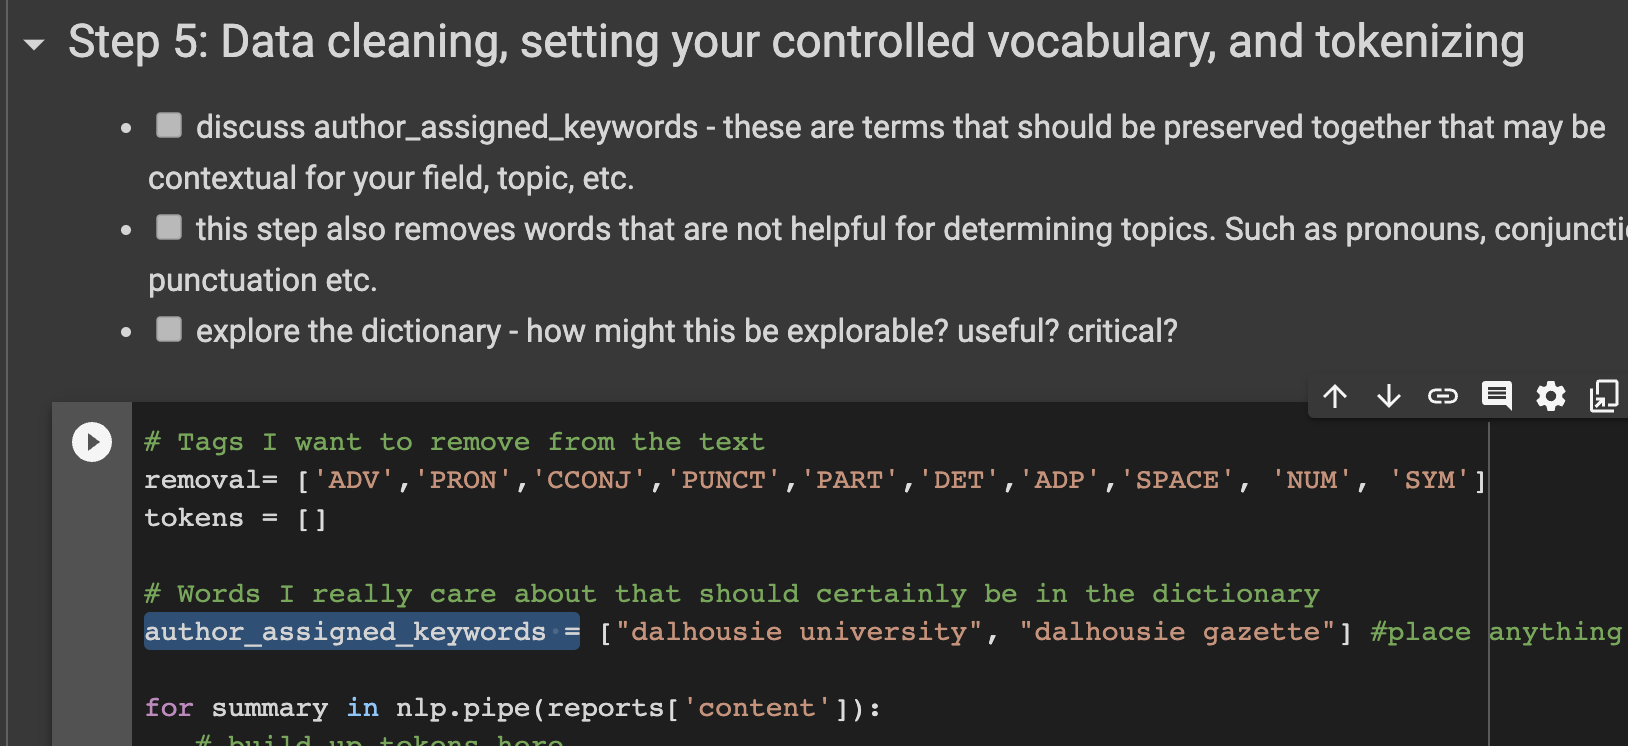 Step 5: Data cleaning, setting your controlled vocabulary, and tokenizing
discuss author_assigned_keywords - these are terms that should be preserved together that may be
contextual for your field, topic, etc.
this step also removes words that are not helpful for determining topics. Such as pronouns,
punctuation etc.
explore the dictionary - how might this be explorable? useful? critical?
# Tags I want to remove from the text
removal= ['ADV','PRON','CCONJ','PUNCT','PART','DET','ADP','SPACE', 'NUM', 'SYM']
tokens = []
# Words I really care about that should certainly be in the dictionary
author_assigned_keywords = ["dalhousie university", "dalhousie gazette"] #place anything
for summary in nlp.pipe(reports['content']):
# build up tokens here